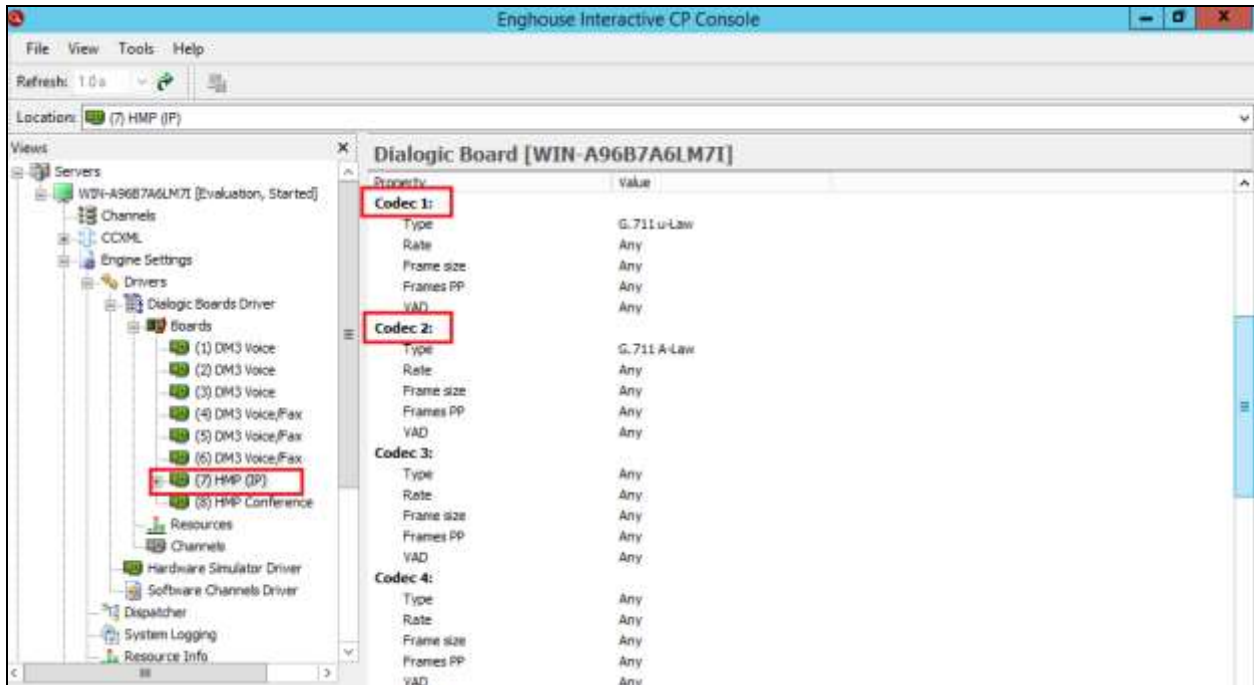 Enghouse Interactive CP Console
File View Tools Help
Refresh: 1.0 s
Location: (7) HMP (IP)
Views
Servers
WIN-A96B7A6LM7I [Evaluation, Started]
Channels
CCXML
Engine Settings
Drivers
Dialogic Boards Driver
Boards
(1) DM3 Voice
(2) DM3 Voice
(3) DM3 Voice
(4) DM3 Voice/Fax
(5) DM3 Voice/Fax
(6) DM3 Voice/Fax
(7) HMP (IP)
(8) HMP Conference
Resources
Channels
Hardware Simulator Driver
Software Channels Driver
Dispatcher
System Logging
Resource Info
Dialogic Board [WIN-A96B7A6LM7I]
Property Value
Codec 1:
Type G.711 u-Law
Rate Any
Frame size Any
Frames PP Any
VAD Any
Codec 2:
Type G.711 A-Law
Rate Any
Frame size Any
Frames PP Any
VAD Any
Codec 3:
Type Any
Rate Any
Frame size Any
Frames PP Any
VAD Any
Codec 4:
Type Any
Rate Any
Frame size Any
Frames PP Any
VAD Any